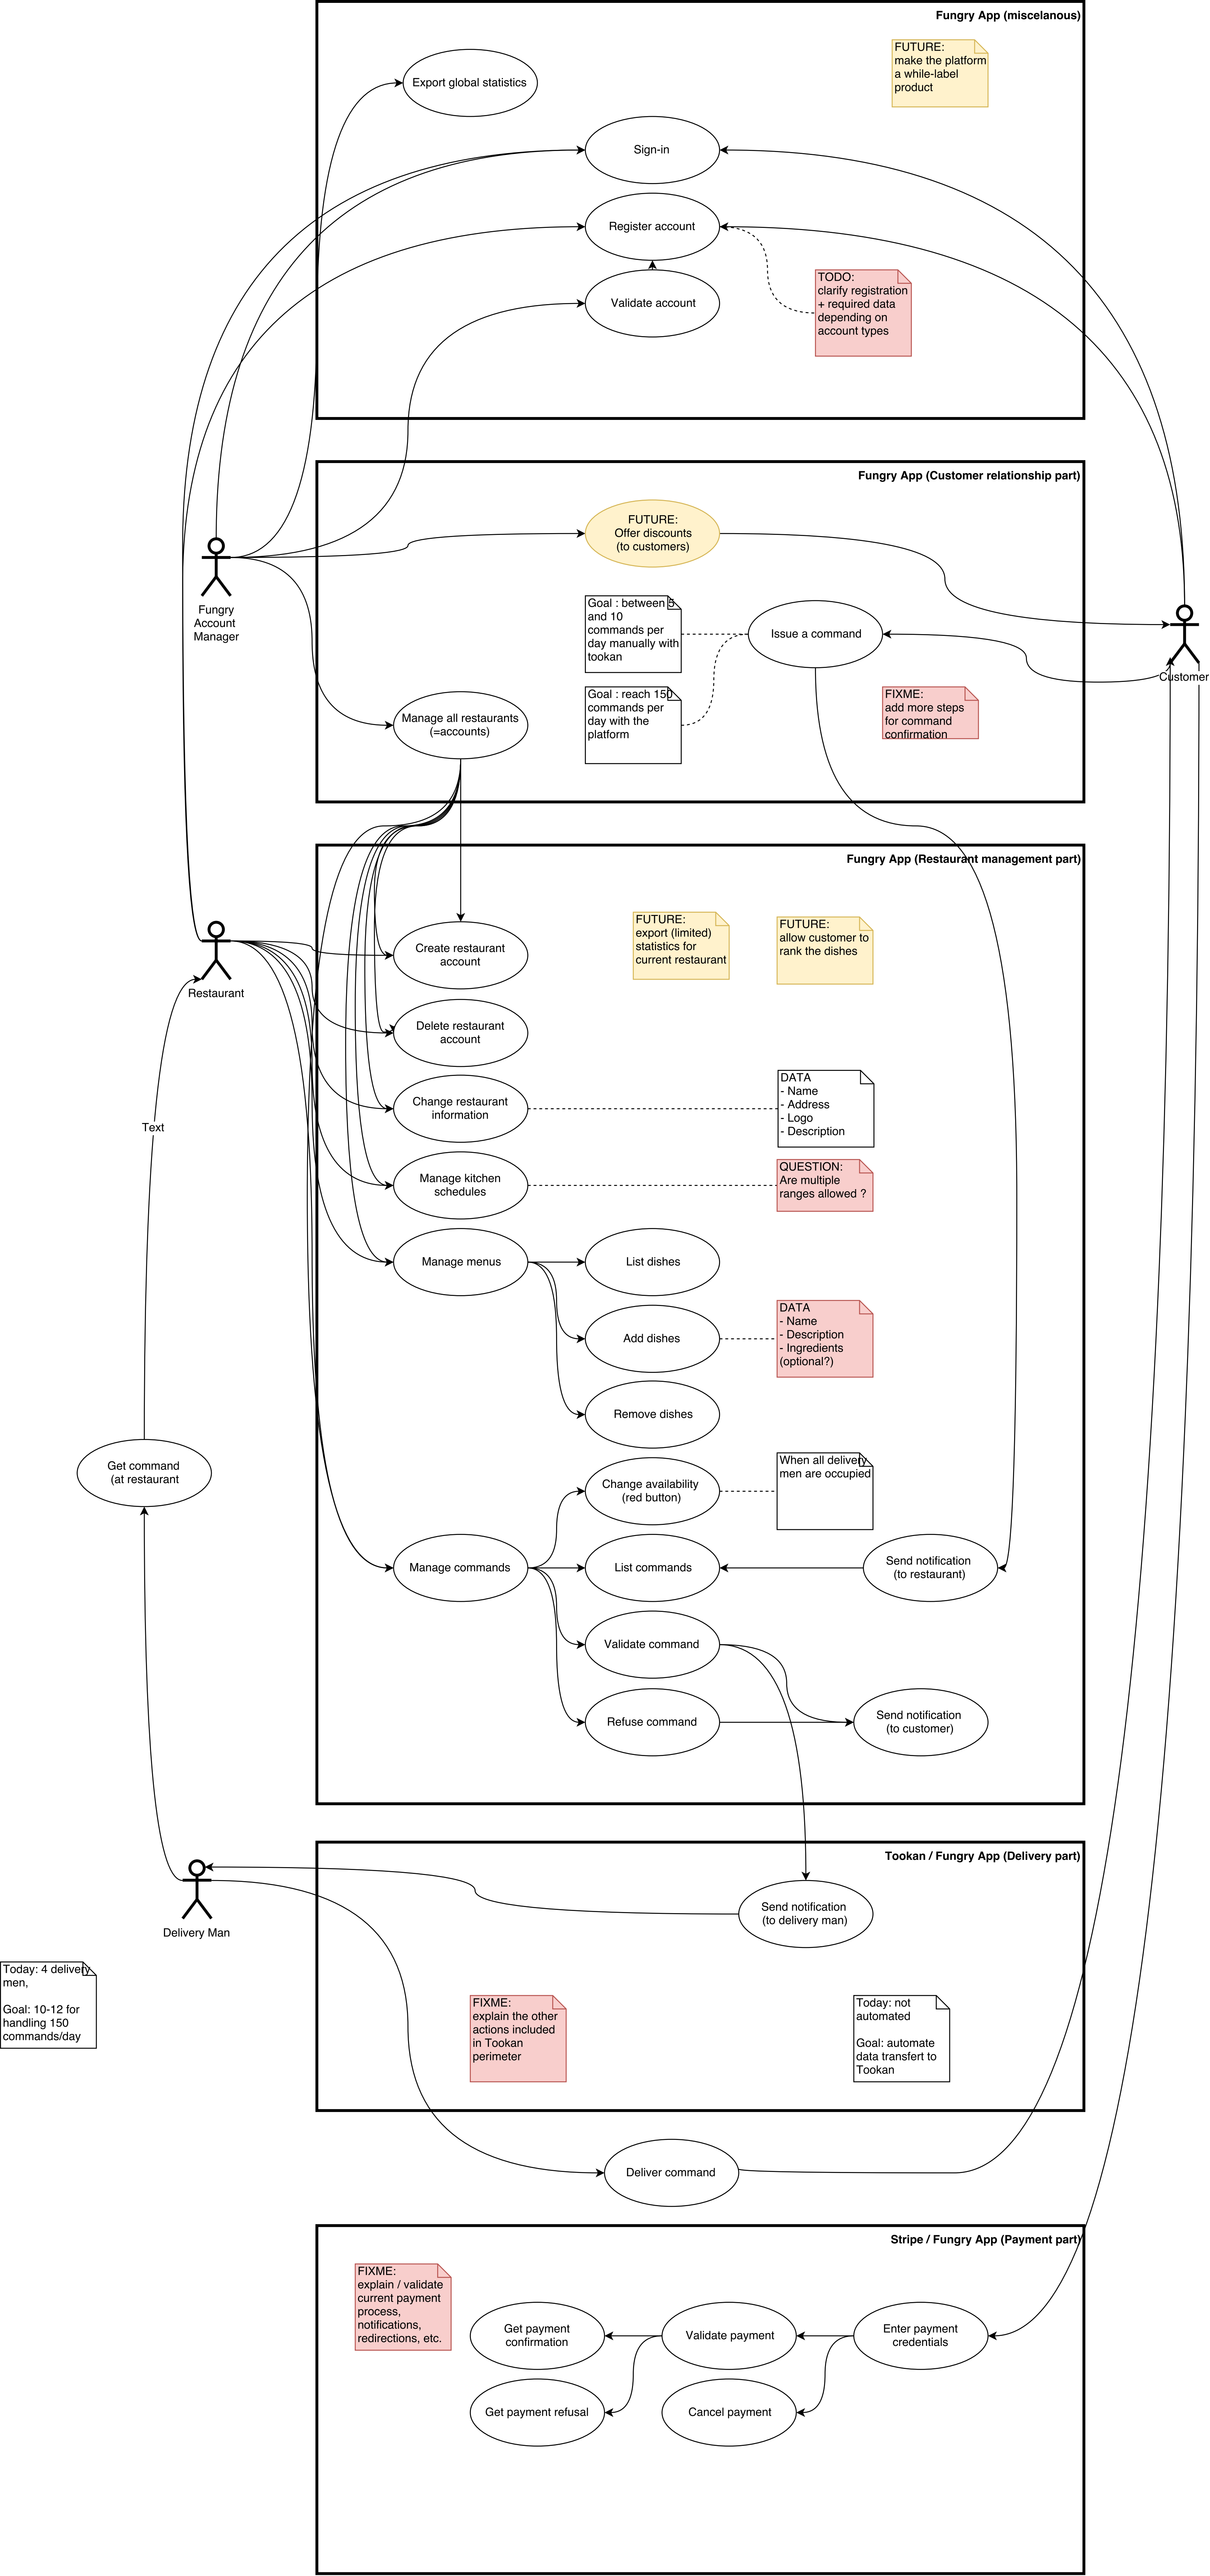 Fungry App (miscelanous)
FUTURE:
make the platform
a while-label
product
Export global statistics
Sign-in
Register account
TODO:
clarify registration
+ required data
depending on
account types
Validate account
Fungry App (Customer relationship part)
FUTURE:
Offer discounts
(to customers)
Fungry
Account
Manager
Goal : between 5
and 10
commands per
day manually with
tookan
Issue a command
Customer
Goal : reach 150
commands per
day with the
platform
FIXME:
add more steps
for command
confirmation
Manage all restaurants
(=accounts)
Fungry App (Restaurant management part)
FUTURE:
export (limited)
statistics for
current restaurant
FUTURE:
allow customer to
rank the dishes
Create restaurant
account
Restaurant
Delete restaurant
account
Change restaurant
information
DATA
- Name
- Address
- Logo
- Description
Text
Manage kitchen
schedules
QUESTION:
Are multiple
ranges allowed ?
Manage menus
List dishes
Add dishes
DATA
- Name
- Description
- Ingredients
(optional?)
Remove dishes
Get command
(at restaurant
Change availability
(red button)
When all delivery
men are occupied
Manage commands
List commands
Send notification
(to restaurant)
Validate command
Refuse command
Send notification
(to customer)
Tookan / Fungry App (Delivery part)
Send notification
(to delivery man)
Delivery Man
Today: 4 delivery
men,
Goal: 10-12 for
handling 150
commands/day
FIXME:
explain the other
actions included
in Tookan
perimeter
Today: not
automated
Goal: automate
data transfert to
Tookan
Deliver command
Stripe / Fungry App (Payment part)
FIXME:
explain / validate
current payment
process,
notifications,
redirections, etc.
Get payment
confirmation
Validate payment
Enter payment
credentials
Get payment refusal
Cancel payment